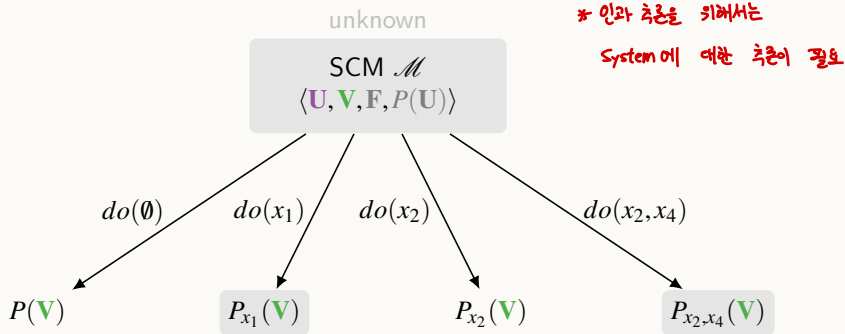 unknown
* 인과 추론을 위해서는
System에 대한 추론이 필요
SCM ℳ
⟨U, V, F, P(U)⟩
do(∅) do(x₁) do(x₂) do(x₂, x₄)
P(V) Pₓ₁(V) Pₓ₂(V) Pₓ₂,ₓ₄(V)